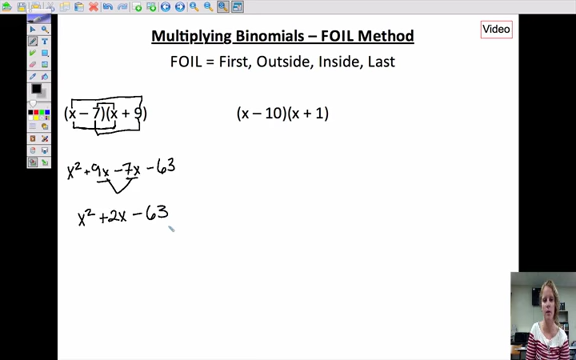 Multiplying Binomials – FOIL Method
Video
FOIL = First, Outside, Inside, Last
(x – 7)(x + 9)
(x – 10)(x + 1)
x² + 9x – 7x – 63
x² + 2x – 63